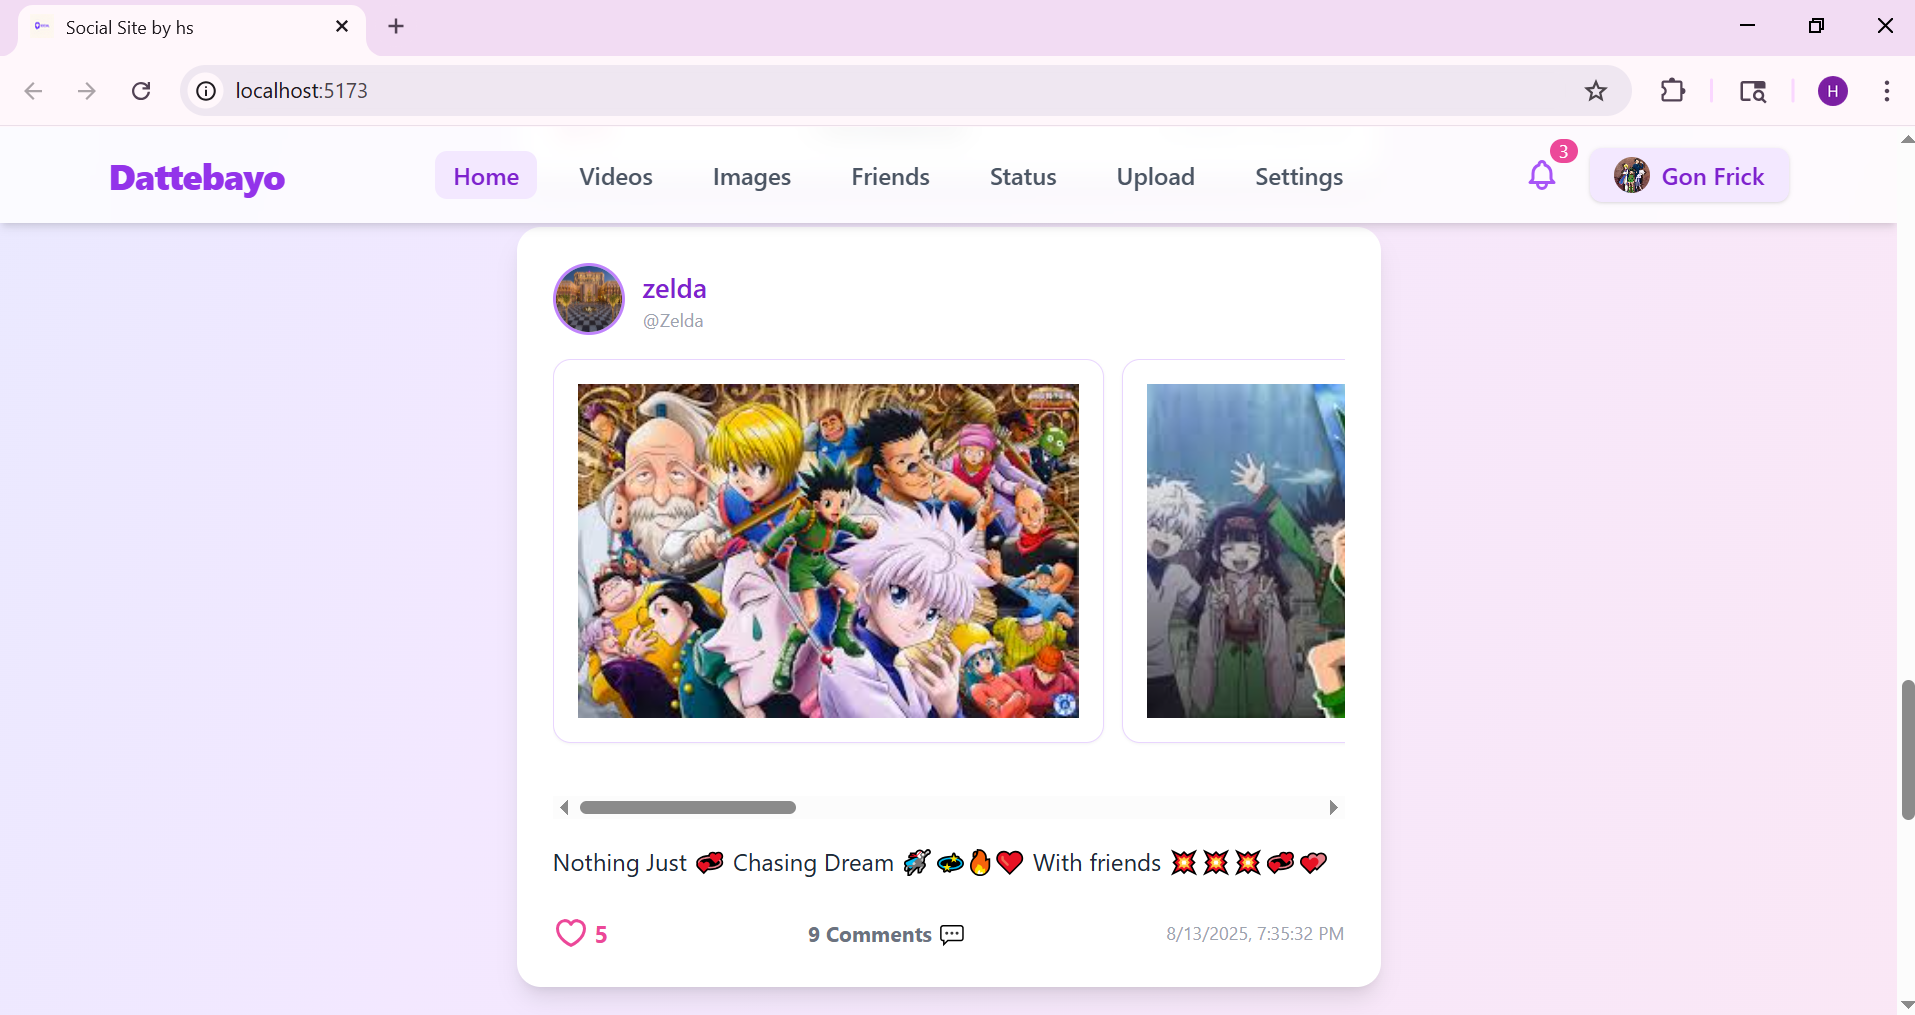 Social Site by hs
localhost:5173
H
Dattebayo
Home Videos Images Friends Status Upload Settings
3
Gon Frick
zelda
@Zelda
Nothing Just 💞 Chasing Dream 🚀💫🔥❤️ With friends 💥💥💥💞💕
5
9 Comments 💬
8/13/2025, 7:35:32 PM